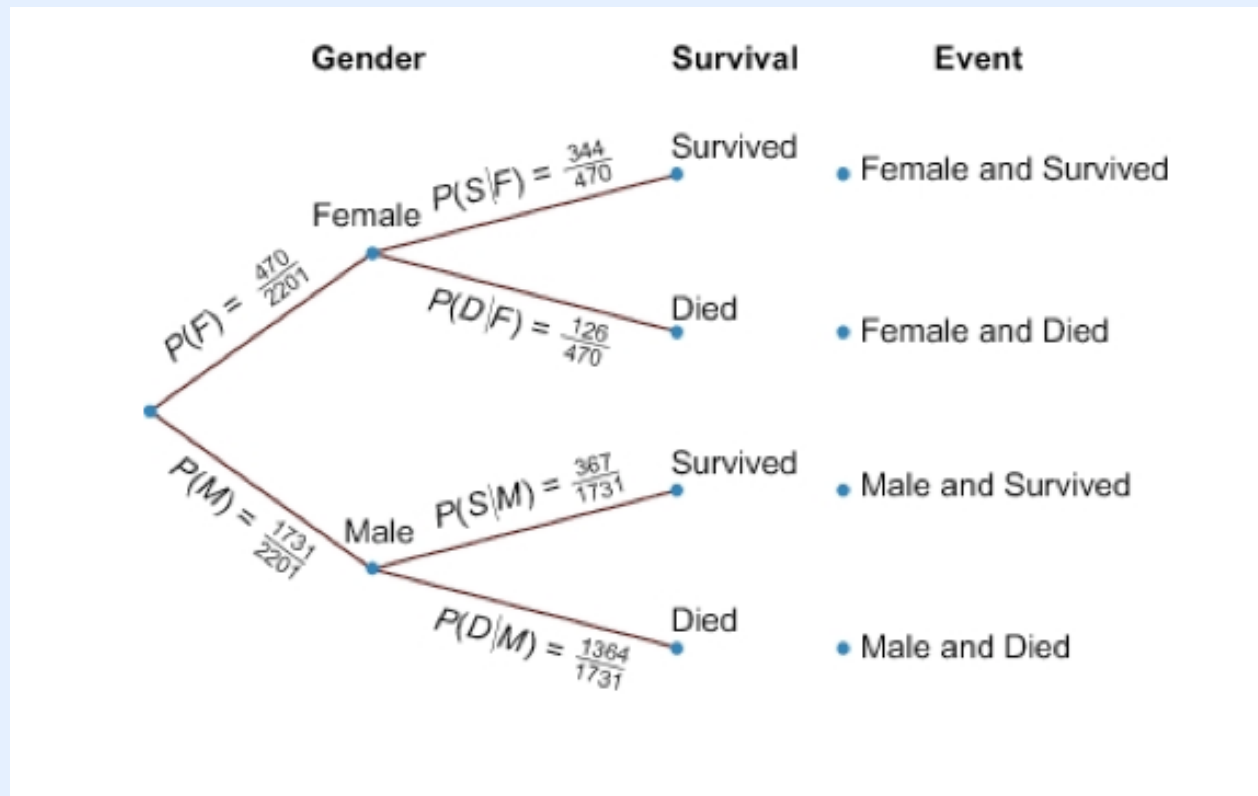 Gender Survival Event
P(F) = 470/2201
Female
P(S|F) = 344/470
Survived
Female and Survived
P(D|F) = 126/470
Died
Female and Died
P(M) = 1731/2201
Male
P(S|M) = 367/1731
Survived
Male and Survived
P(D|M) = 1364/1731
Died
Male and Died